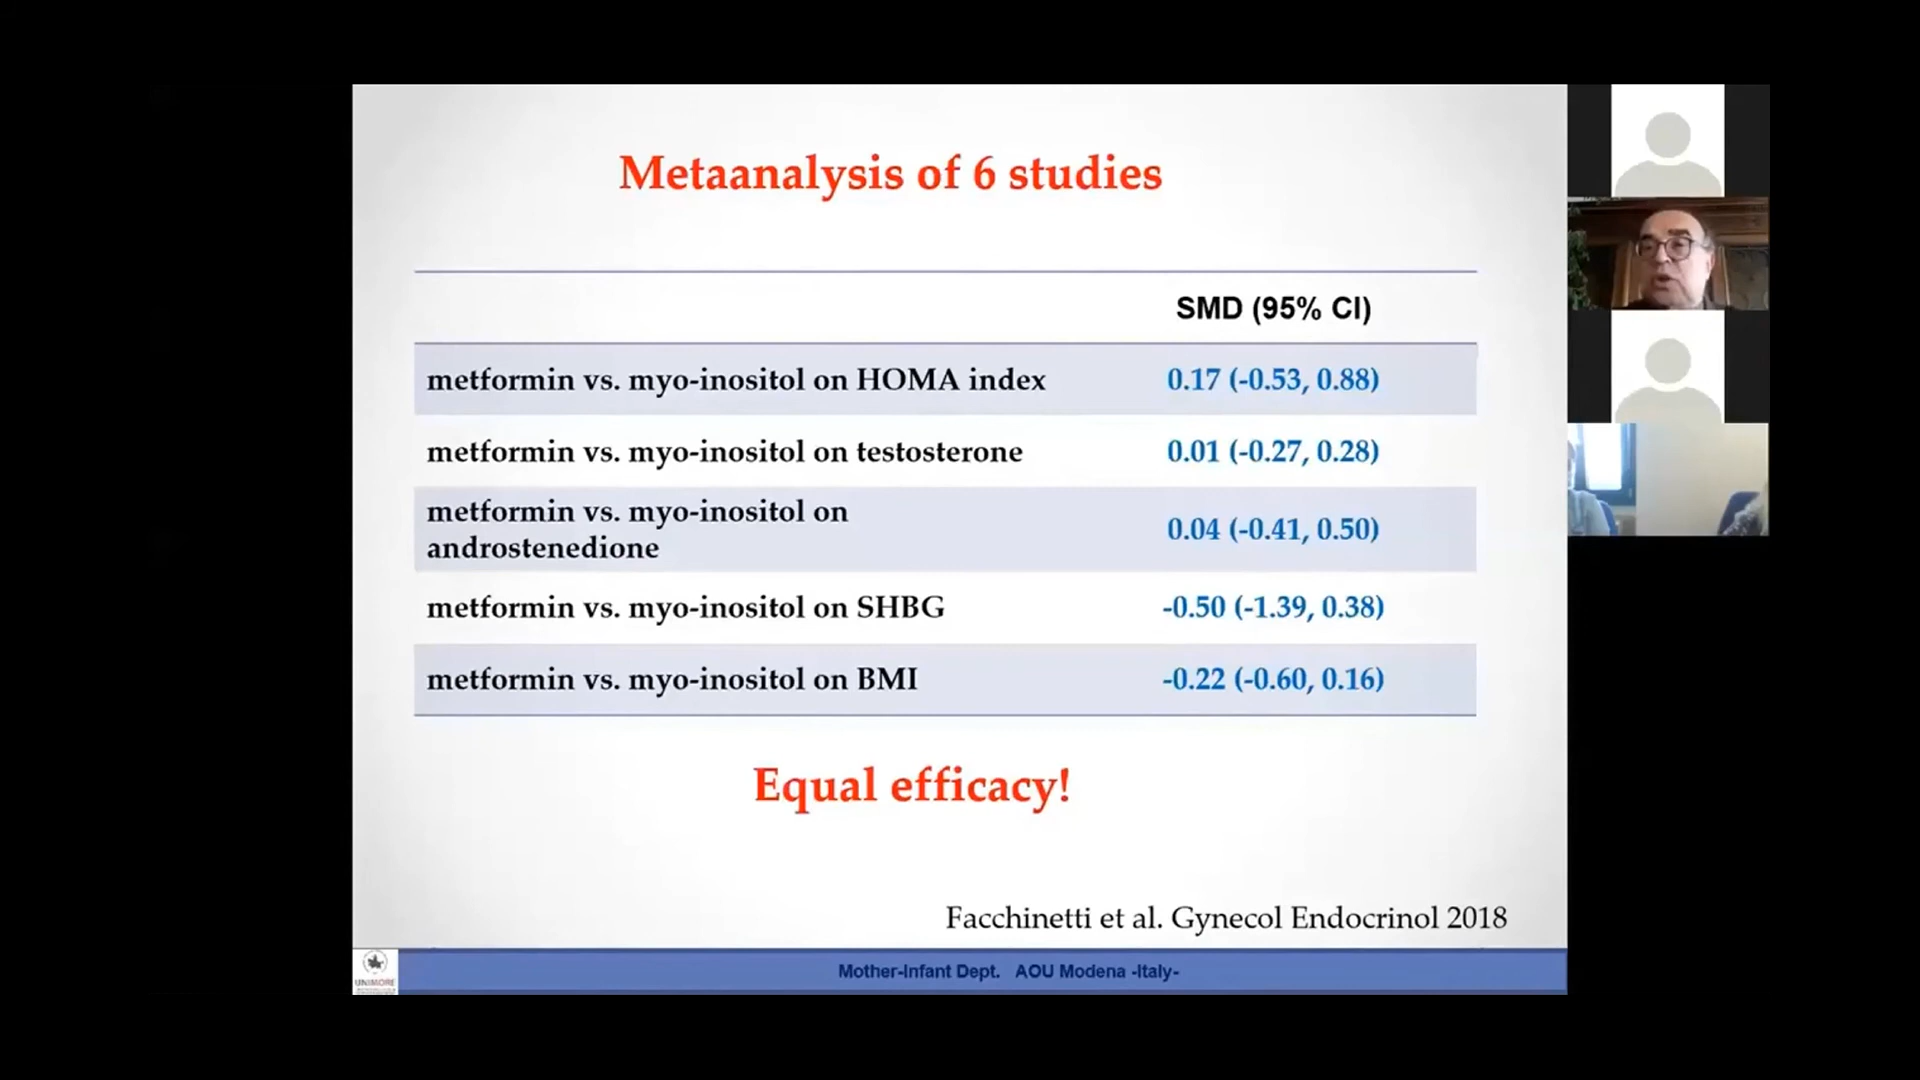 Metaanalysis of 6 studies
SMD (95% CI)
metformin vs. myo-inositol on HOMA index 0.17 (-0.53, 0.88)
metformin vs. myo-inositol on testosterone 0.01 (-0.27, 0.28)
metformin vs. myo-inositol on
androstenedione 0.04 (-0.41, 0.50)
metformin vs. myo-inositol on SHBG -0.50 (-1.39, 0.38)
metformin vs. myo-inositol on BMI -0.22 (-0.60, 0.16)
Equal efficacy!
Facchinetti et al. Gynecol Endocrinol 2018
UNIMORE
Mother-Infant Dept. AOU Modena -Italy-